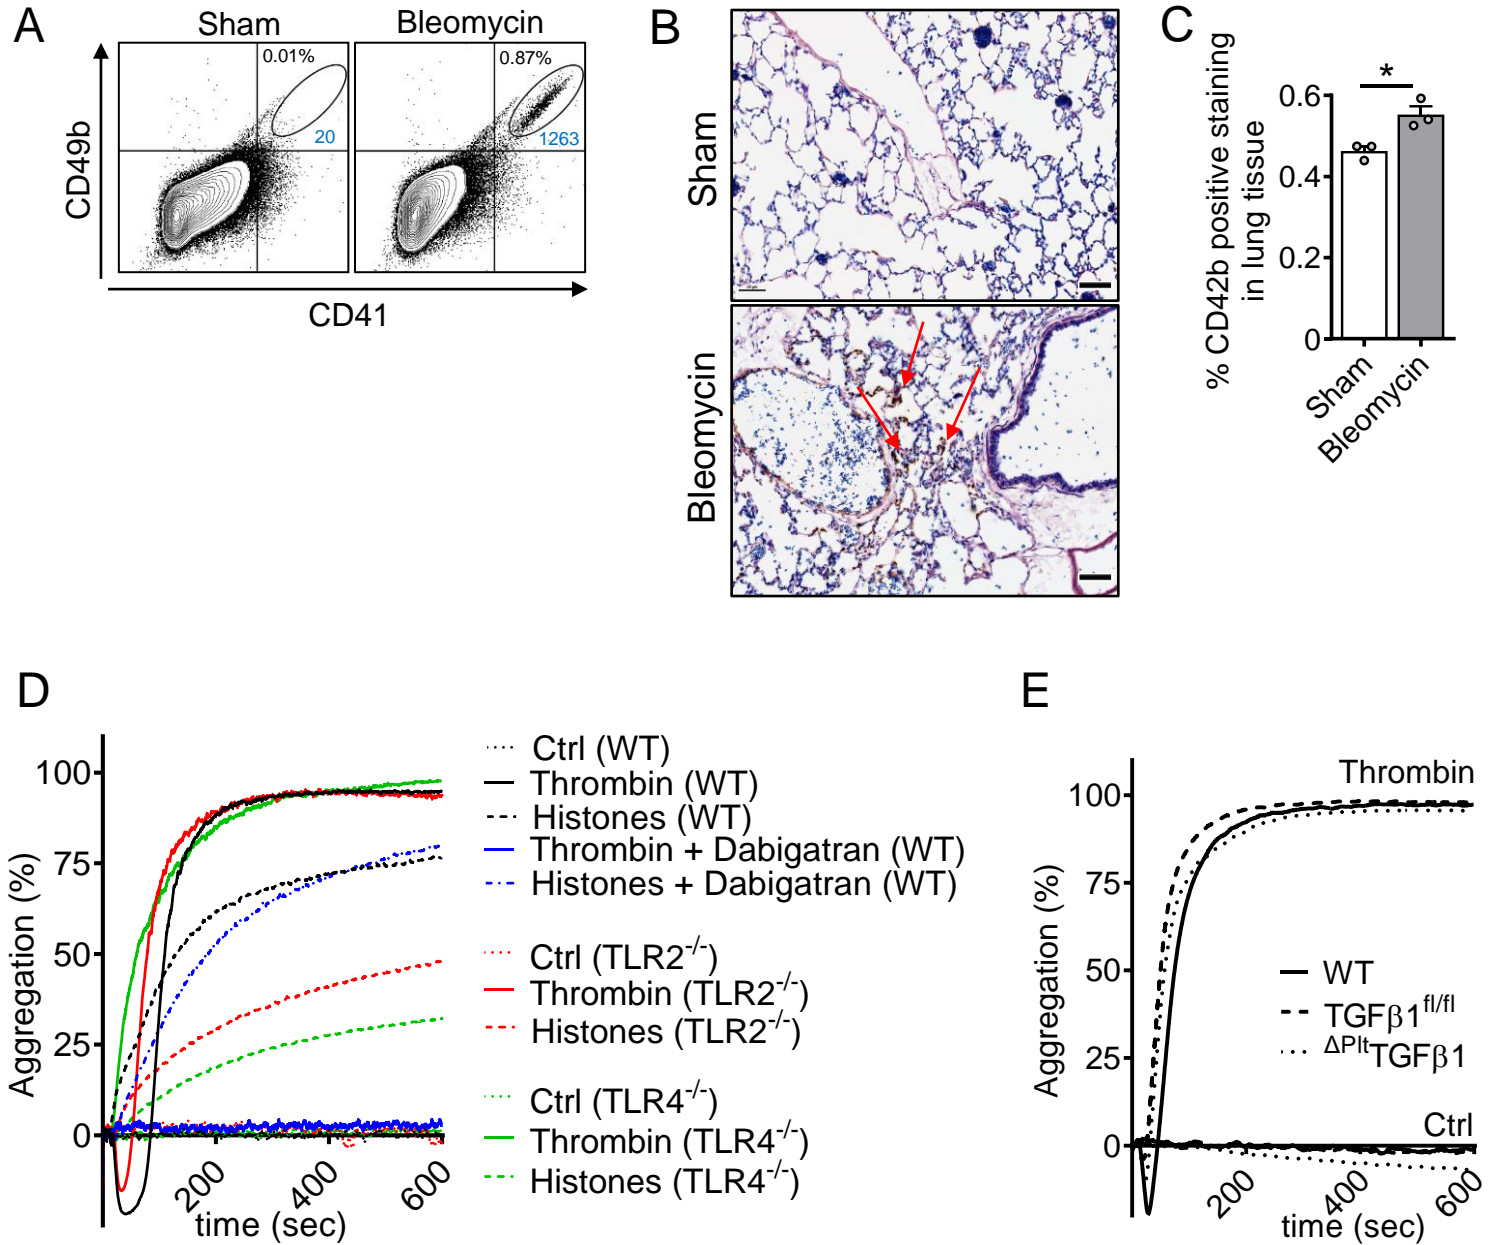 A
Sham
Bleomycin
0.01%
20
0.87%
1263
CD49b
CD41
B
Sham
Bleomycin
C
% CD42b positive staining
in lung tissue
*
0.6
0.4
0.2
0
Sham
Bleomycin
D
Aggregation (%)
100
75
50
25
0
200
400
600
time (sec)
Ctrl (WT)
Thrombin (WT)
Histones (WT)
Thrombin + Dabigatran (WT)
Histones + Dabigatran (WT)
Ctrl (TLR2-/-)
Thrombin (TLR2-/-)
Histones (TLR2-/-)
Ctrl (TLR4-/-)
Thrombin (TLR4-/-)
Histones (TLR4-/-)
E
Aggregation (%)
100
75
50
25
0
Thrombin
WT
TGFβ1fl/fl
ΔPltTGFβ1
Ctrl
200
400
600
time (sec)